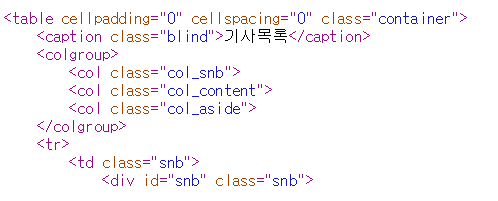 <table cellpadding="0" cellspacing="0" class="container">
<caption class="blind">기사목록</caption>
<colgroup>
<col class="col_snb">
<col class="col_content">
<col class="col_aside">
</colgroup>
<tr>
<td class="snb">
<div id="snb" class="snb">